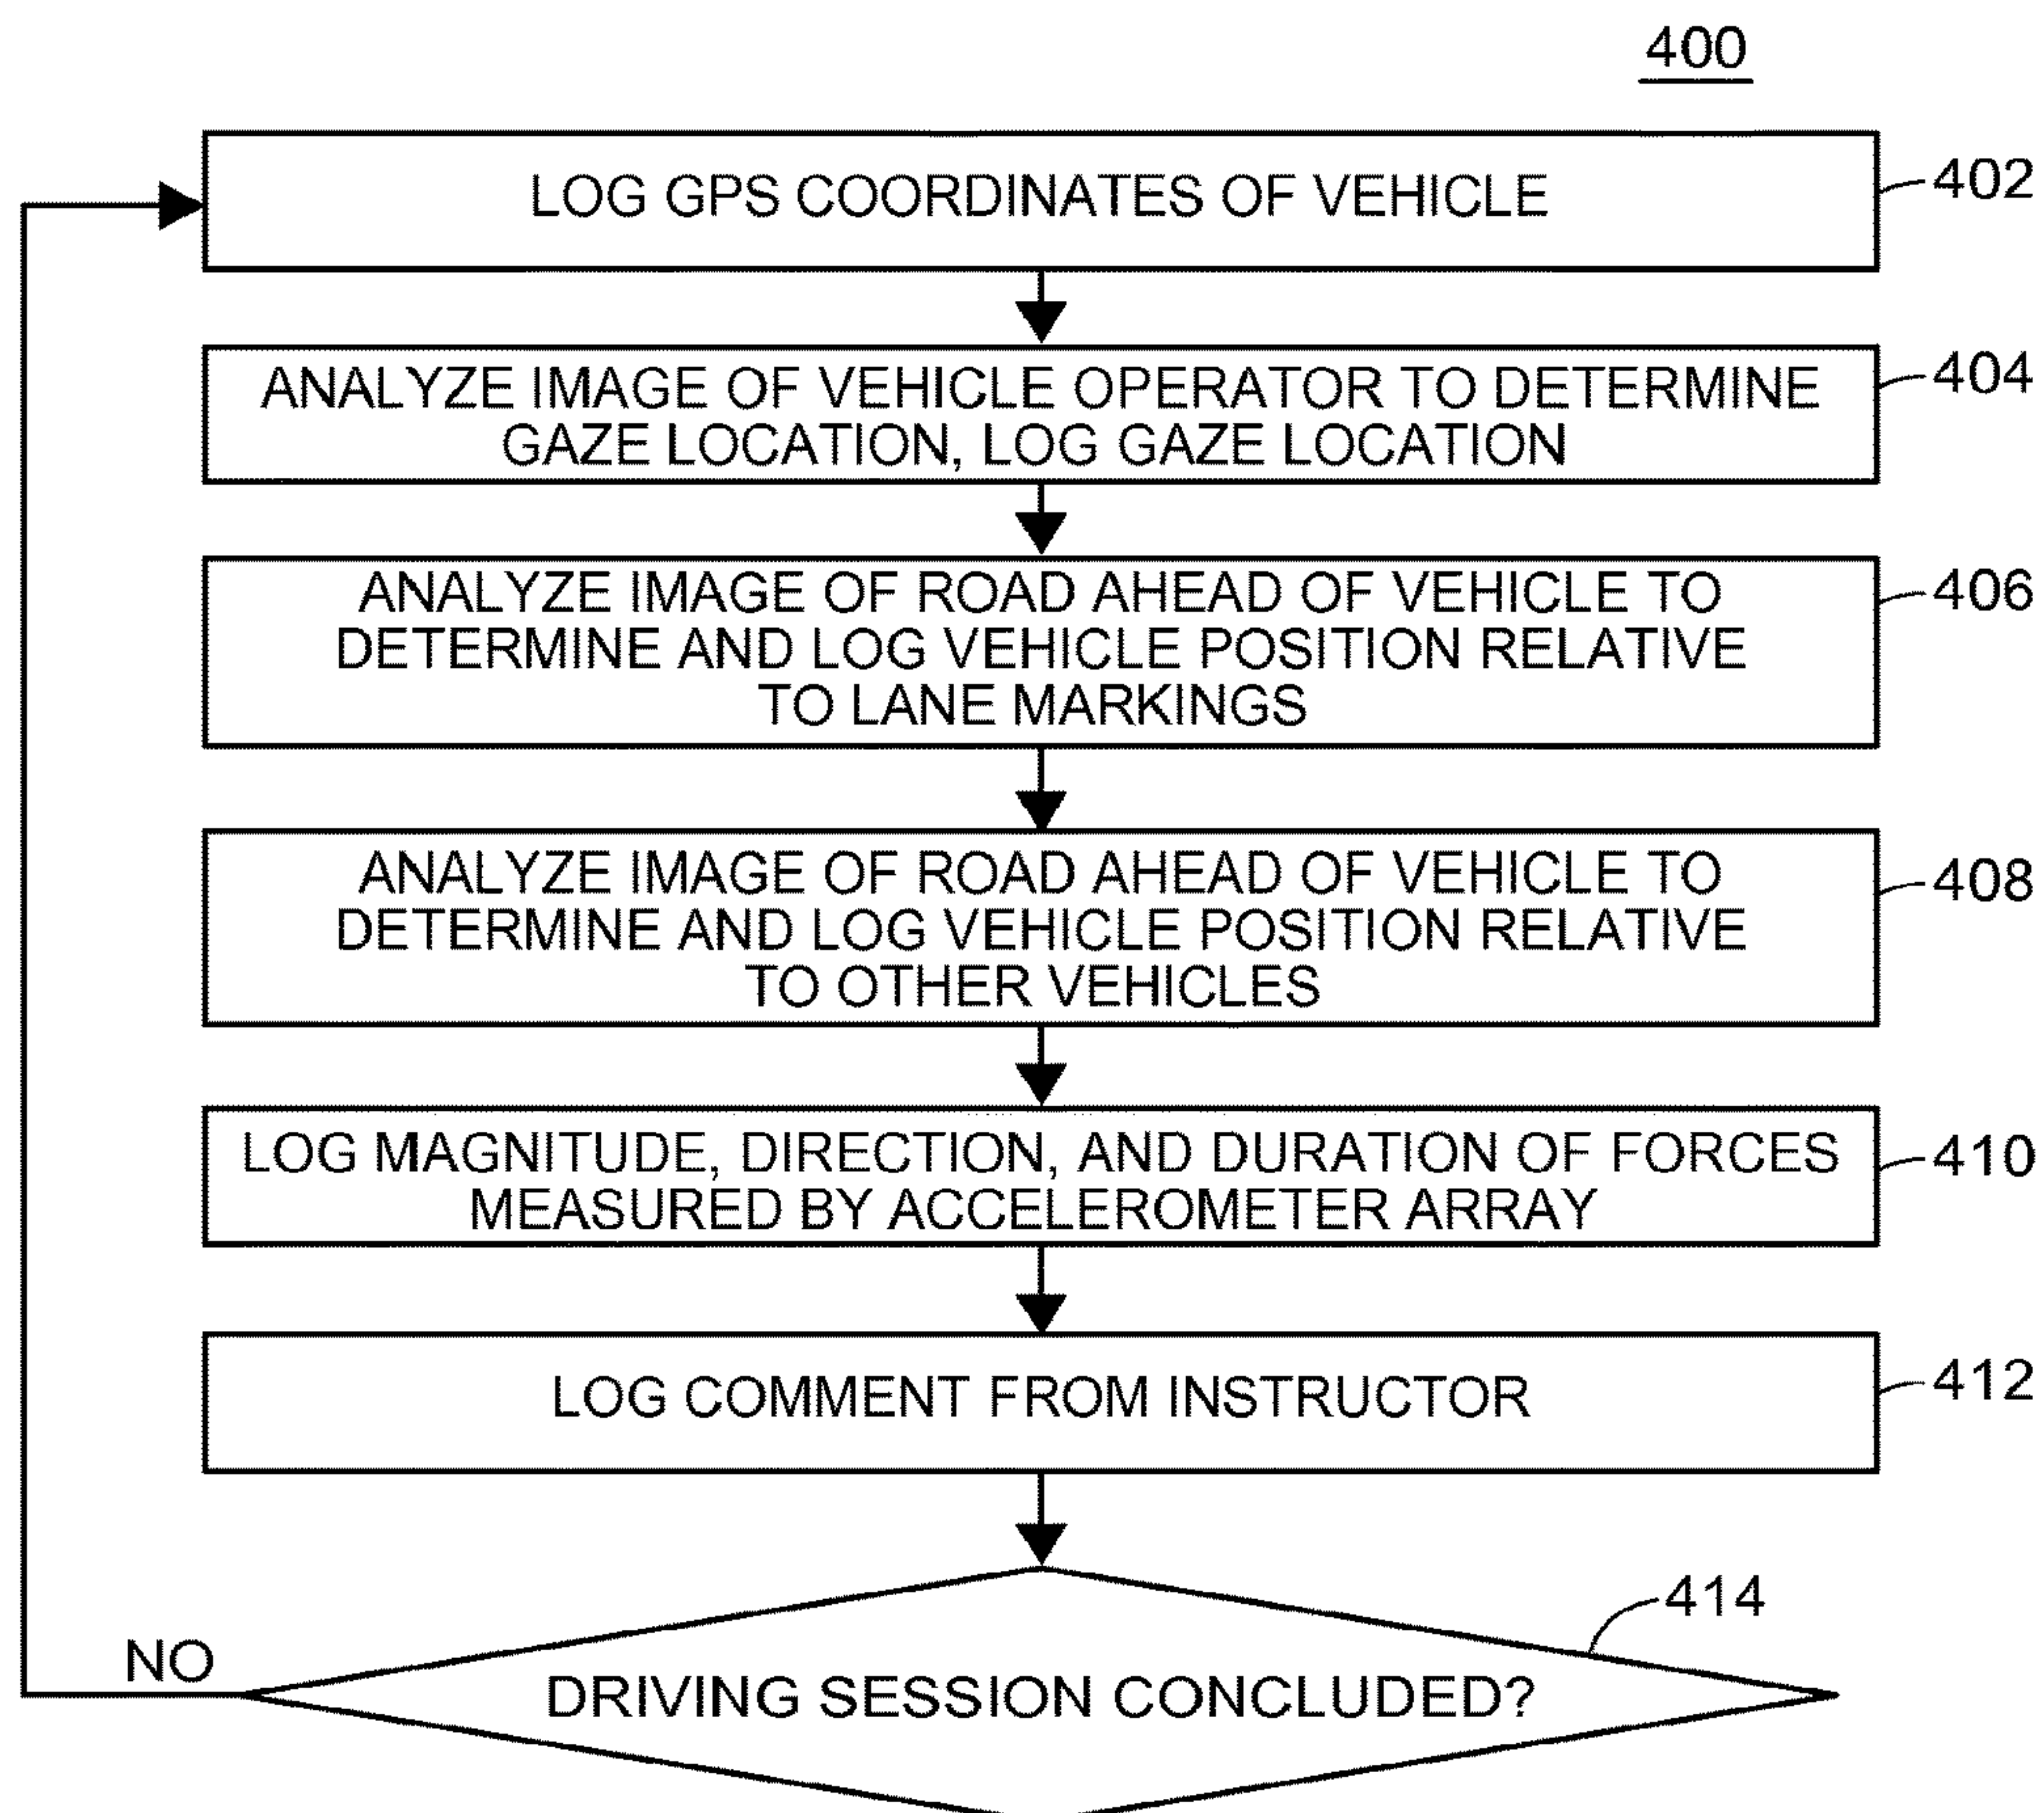 400
LOG GPS COORDINATES OF VEHICLE
402
ANALYZE IMAGE OF VEHICLE OPERATOR TO DETERMINE
GAZE LOCATION, LOG GAZE LOCATION
404
ANALYZE IMAGE OF ROAD AHEAD OF VEHICLE TO
DETERMINE AND LOG VEHICLE POSITION RELATIVE
TO LANE MARKINGS
406
ANALYZE IMAGE OF ROAD AHEAD OF VEHICLE TO
DETERMINE AND LOG VEHICLE POSITION RELATIVE
TO OTHER VEHICLES
408
LOG MAGNITUDE, DIRECTION, AND DURATION OF FORCES
MEASURED BY ACCELEROMETER ARRAY
410
LOG COMMENT FROM INSTRUCTOR
412
414
NO
DRIVING SESSION CONCLUDED?